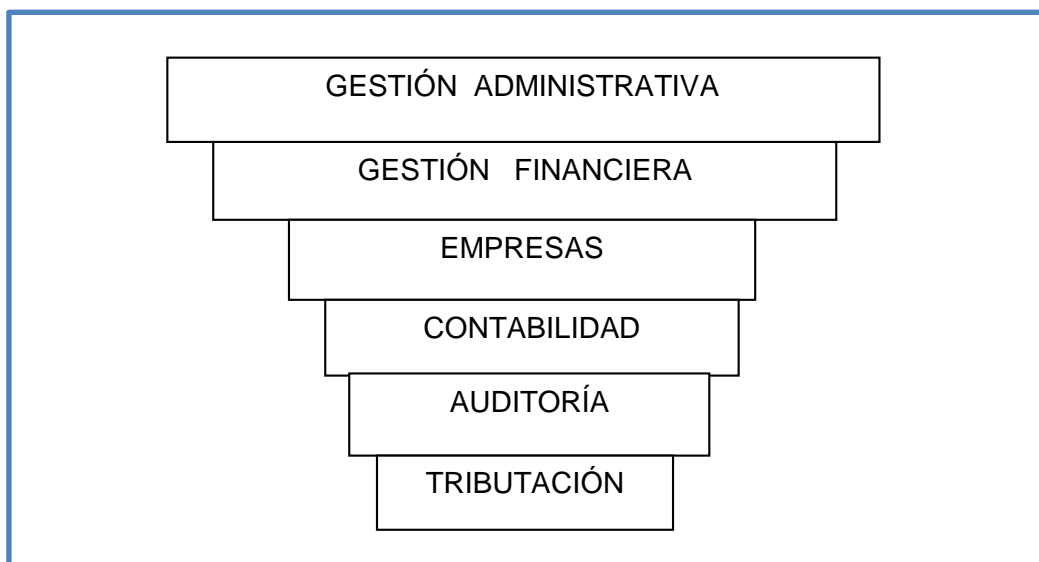 GESTIÓN ADMINISTRATIVA
GESTIÓN FINANCIERA
EMPRESAS
CONTABILIDAD
AUDITORÍA
TRIBUTACIÓN